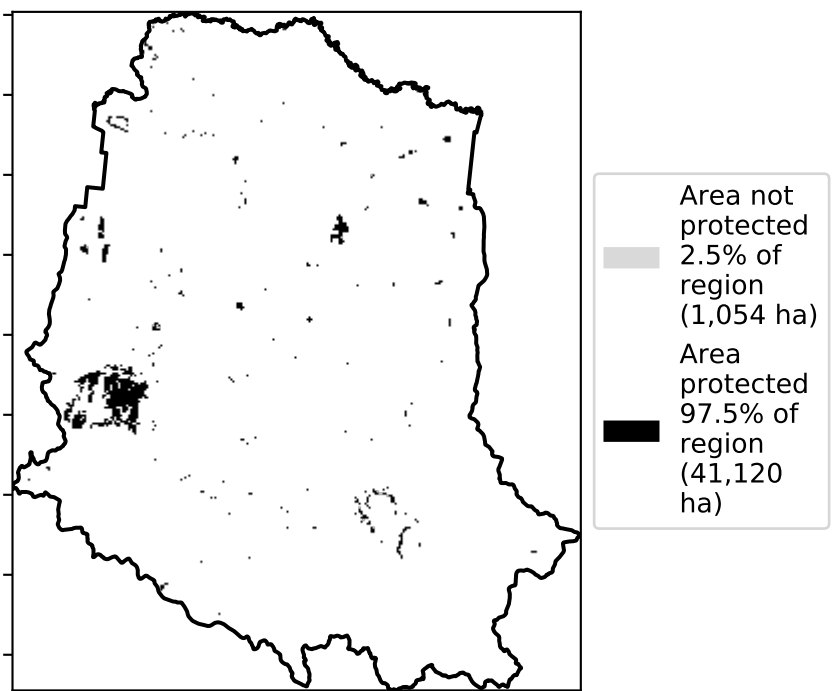 Area not
protected
2.5% of
region
(1,054 ha)
Area
protected
97.5% of
region
(41,120
ha)